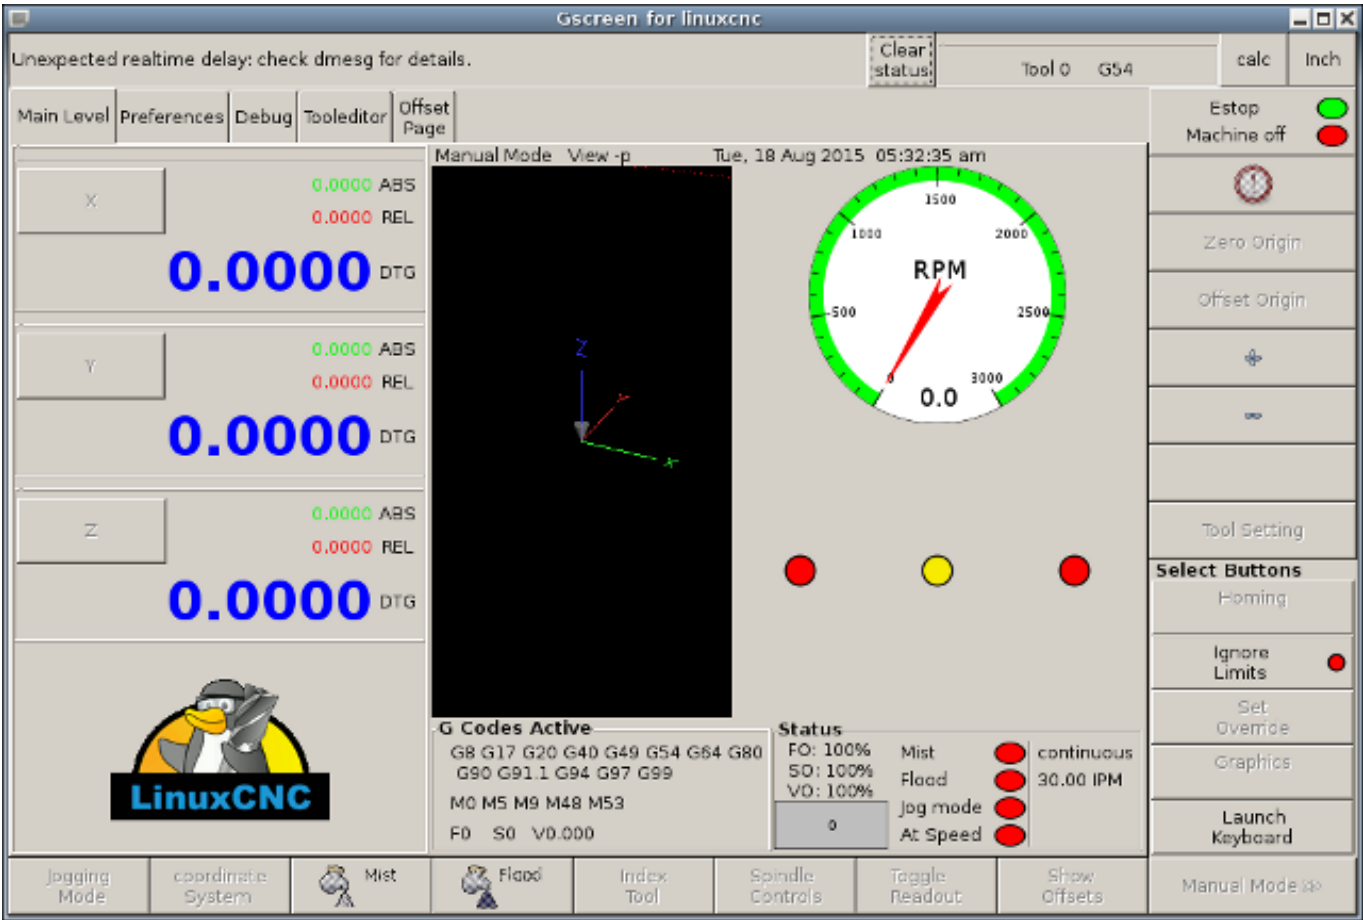 Gscreen for linuxcnc
Unexpected realtime delay: check dmesg for details.
Clear
status
Tool 0 G54
calc
Inch
Main Level
Preferences
Debug
Tooleditor
Offset
Page
Estop
Machine off
Manual Mode View -p Tue, 18 Aug 2015 05:32:35 am
X
0.0000 ABS
0.0000 REL
0.0000 DTG
Y
0.0000 ABS
0.0000 REL
0.0000 DTG
Z
0.0000 ABS
0.0000 REL
0.0000 DTG
LinuxCNC
Z
Y
X
1500
1000
2000
RPM
500
2500
0
3000
0.0
G Codes Active
G8 G17 G20 G40 G49 G54 G64 G80
G90 G91.1 G94 G97 G99
M0 M5 M9 M48 M53
F0 S0 V0.000
Status
FO: 100%
SO: 100%
VO: 100%
0
Mist
Flood
Jog mode
At Speed
continuous
30.00 IPM
Zero Origin
Offset Origin
Tool Setting
Select Buttons
Homing
Ignore
Limits
Set
Override
Graphics
Launch
Keyboard
Jogging
Mode
coordinate
System
Mist
Flood
Index
Tool
Spindle
Controls
Toggle
Readout
Show
Offsets
Manual Mode >>